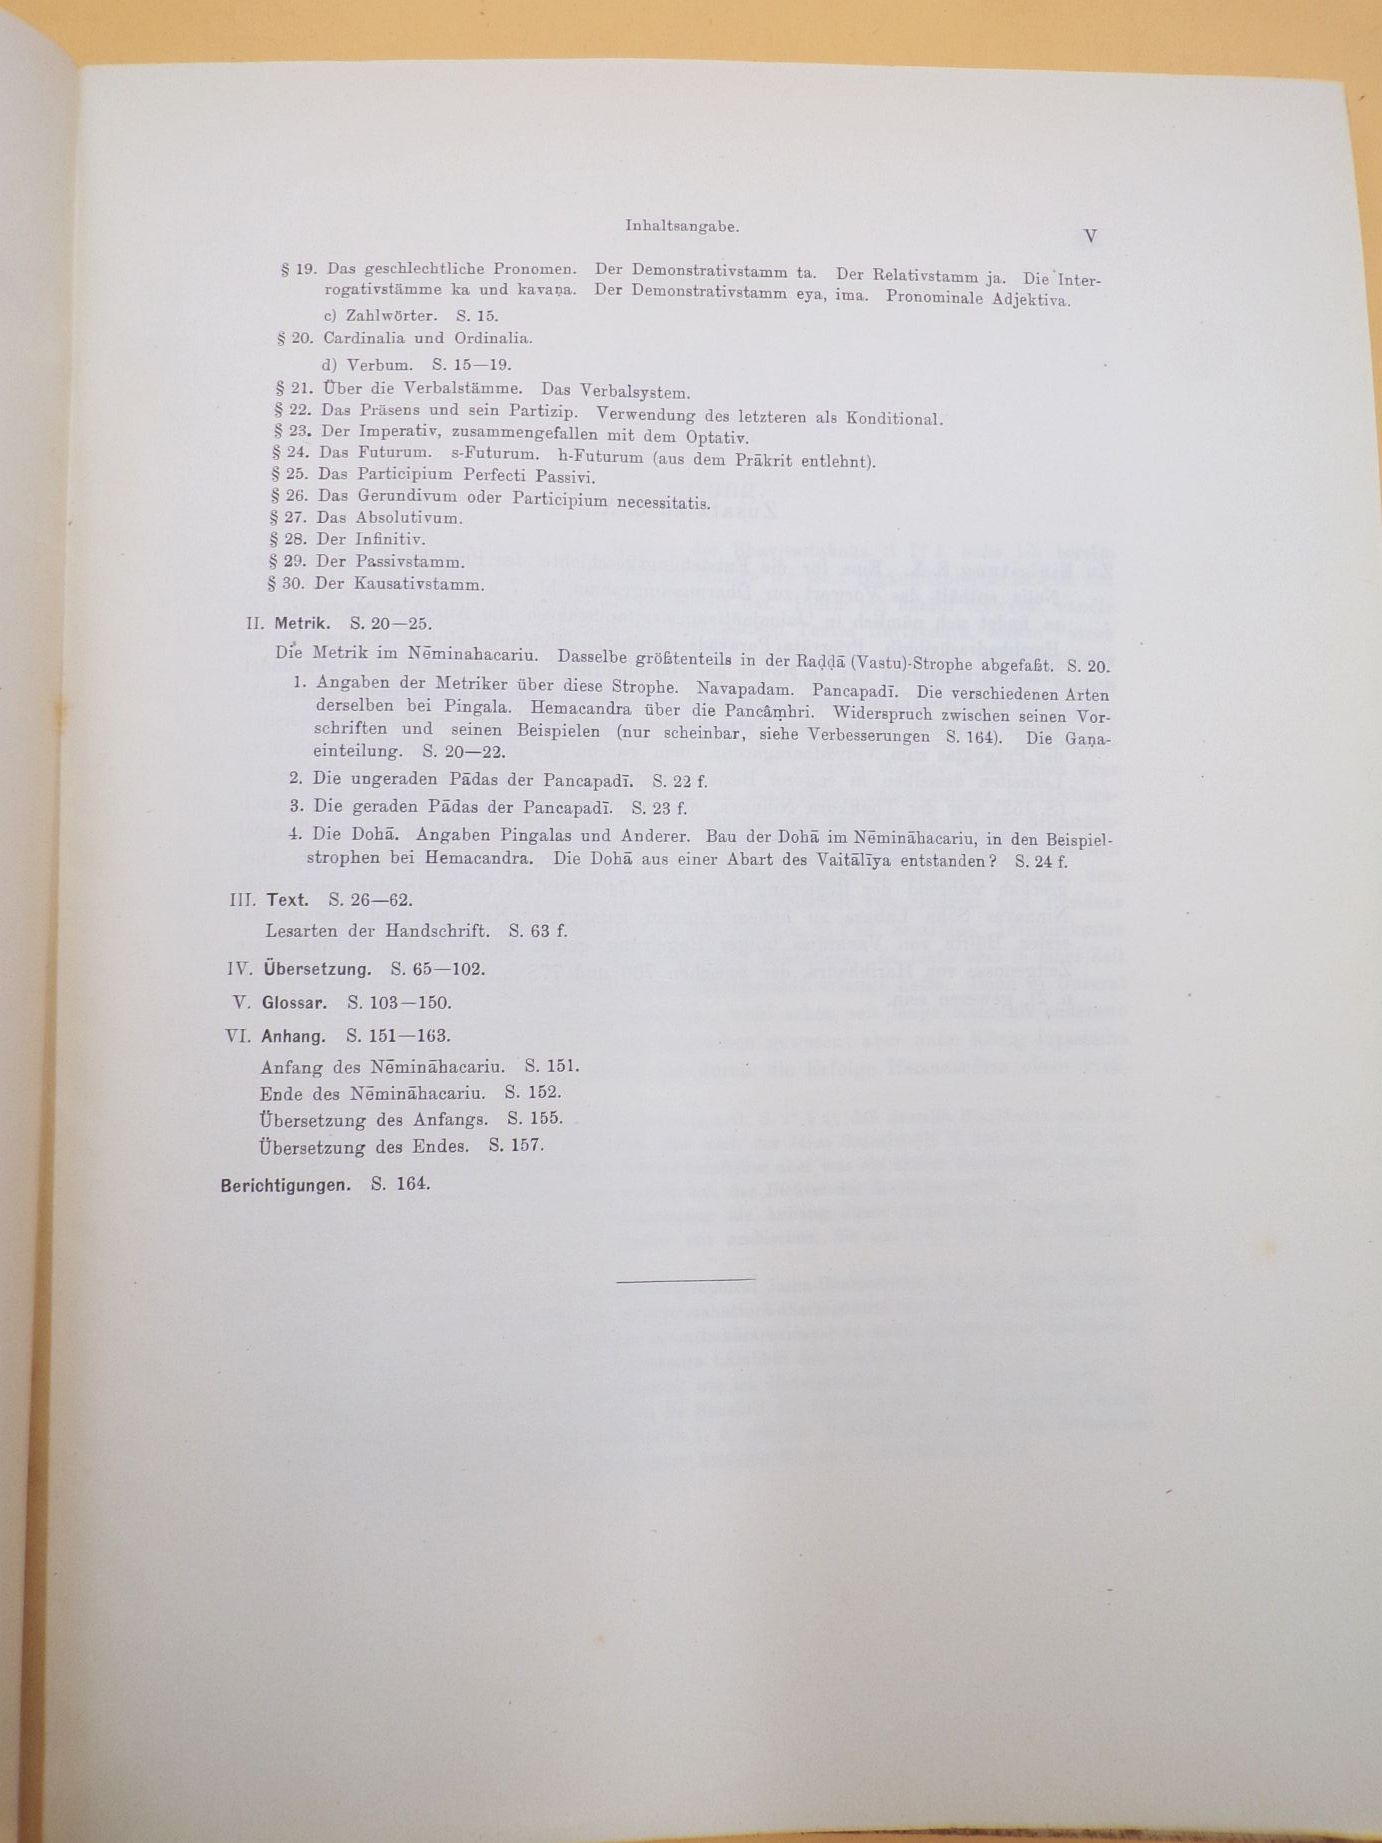 Inhaltsangabe.
V
§ 19. Das geschlechtliche Pronomen. Der Demonstrativstamm ta. Der Relativstamm ja. Die Inter-
rogativstämme ka und kavaṇa. Der Demonstrativstamm eya, ima. Pronominale Adjektiva.
c) Zahlwörter. S. 15.
§ 20. Cardinalia und Ordinalia.
d) Verbum. S. 15—19.
§ 21. Über die Verbalstämme. Das Verbalsystem.
§ 22. Das Präsens und sein Partizip. Verwendung des letzteren als Konditional.
§ 23. Der Imperativ, zusammengefallen mit dem Optativ.
§ 24. Das Futurum. s-Futurum. h-Futurum (aus dem Prākrit entlehnt).
§ 25. Das Participium Perfecti Passivi.
§ 26. Das Gerundivum oder Participium necessitatis.
§ 27. Das Absolutivum.
§ 28. Der Infinitiv.
§ 29. Der Passivstamm.
§ 30. Der Kausativstamm.
II. Metrik. S. 20—25.
Die Metrik im Nēminahacariu. Dasselbe größtenteils in der Raḍḍā (Vastu)-Strophe abgefaßt. S. 20.
1. Angaben der Metriker über diese Strophe. Navapadam. Pancapadī. Die verschiedenen Arten
derselben bei Pingala. Hemacandra über die Pancâṃhri. Widerspruch zwischen seinen Vor-
schriften und seinen Beispielen (nur scheinbar, siehe Verbesserungen S. 164). Die Gaṇa-
einteilung. S. 20—22.
2. Die ungeraden Pādas der Pancapadī. S. 22 f.
3. Die geraden Pādas der Pancapadī. S. 23 f.
4. Die Dohā. Angaben Pingalas und Anderer. Bau der Dohā im Nēmināhacariu, in den Beispiel-
strophen bei Hemacandra. Die Dohā aus einer Abart des Vaitālīya entstanden? S. 24 f.
III. Text. S. 26—62.
Lesarten der Handschrift. S. 63 f.
IV. Übersetzung. S. 65—102.
V. Glossar. S. 103—150.
VI. Anhang. S. 151—163.
Anfang des Nēmināhacariu. S. 151.
Ende des Nēmināhacariu. S. 152.
Übersetzung des Anfangs. S. 155.
Übersetzung des Endes. S. 157.
Berichtigungen. S. 164.